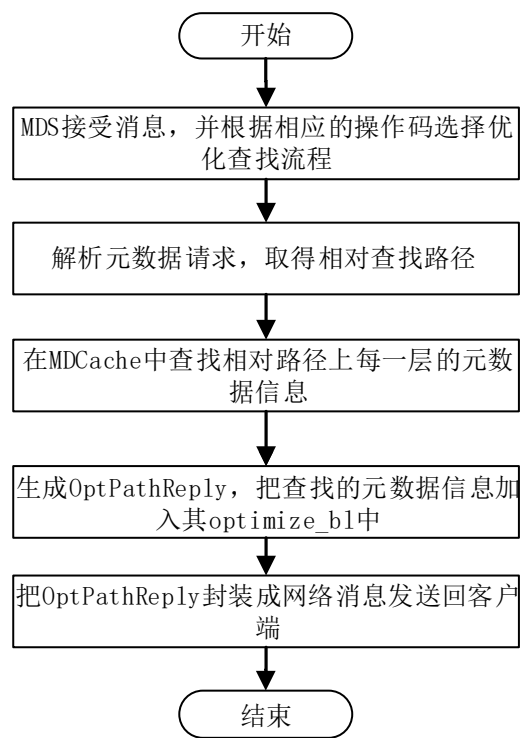 开始
MDS接受消息，并根据相应的操作码选择优
化查找流程
解析元数据请求，取得相对查找路径
在MDCache中查找相对路径上每一层的元数
据信息
生成OptPathReply，把查找的元数据信息加
入其optimize_bl中
把OptPathReply封装成网络消息发送回客户
端
结束